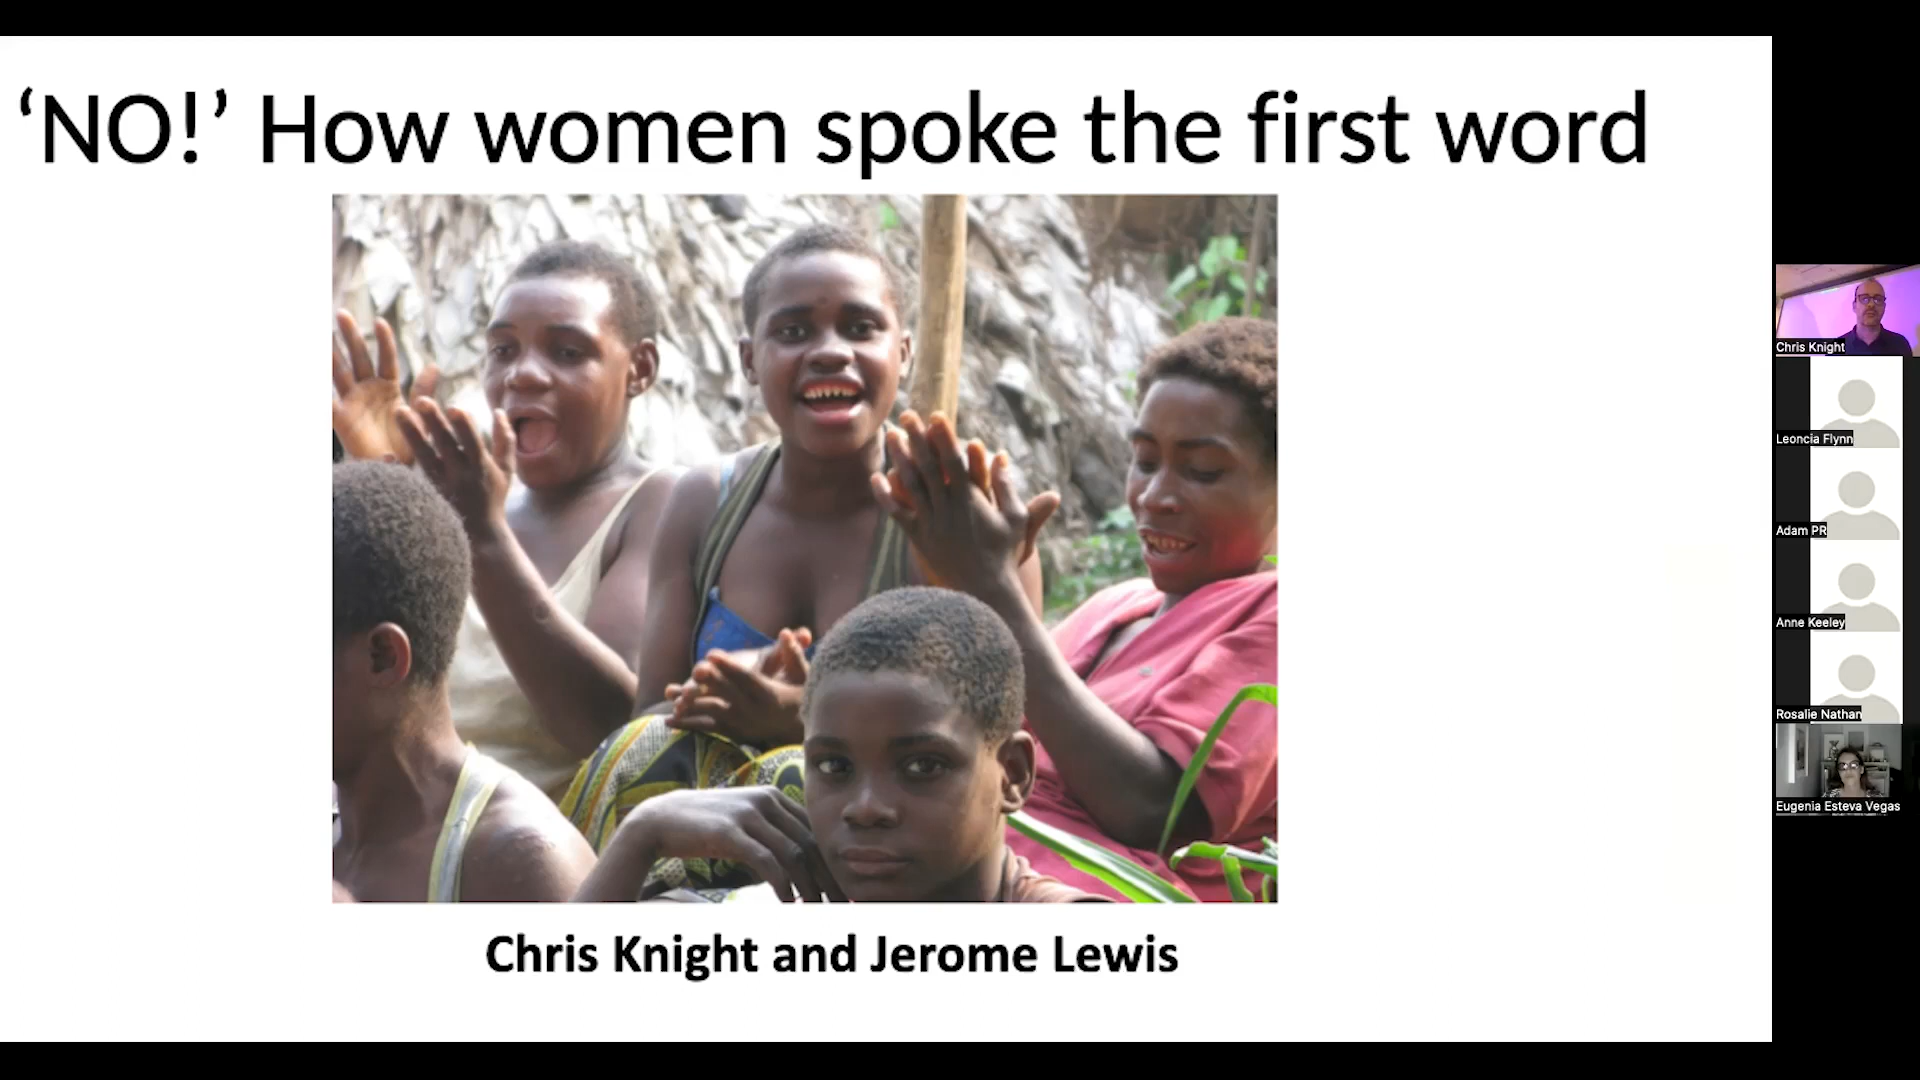 ‘NO!’ How women spoke the first word
Chris Knight and Jerome Lewis
Chris Knight
Leoncia Flynn
Adam PR
Anne Keeley
Rosalie Nathan
Eugenia Esteva Vegas